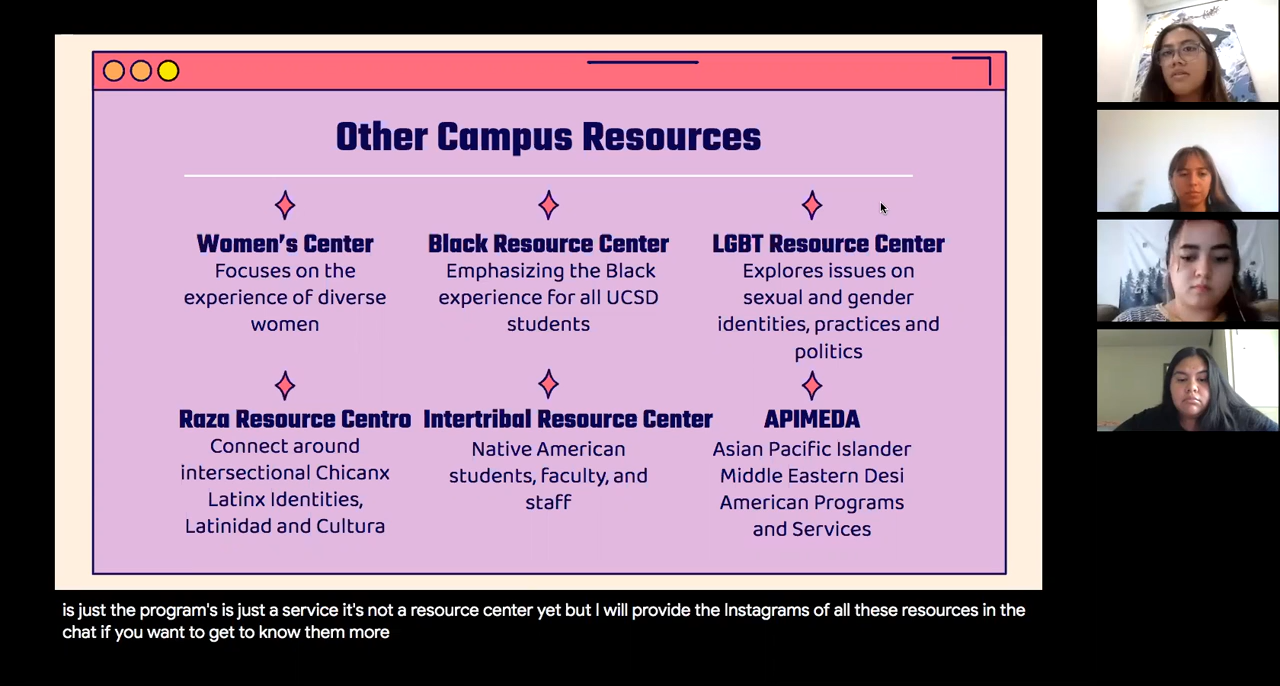 Other Campus Resources
Women's Center
Focuses on the
experience of diverse
women
Black Resource Center
Emphasizing the Black
experience for all UCSD
students
LGBT Resource Center
Explores issues on
sexual and gender
identities, practices and
politics
Raza Resource Centro
Connect around
intersectional Chicanx
Latinx Identities,
Latinidad and Cultura
Intertribal Resource Center
Native American
students, faculty, and
staff
APIMEDA
Asian Pacific Islander
Middle Eastern Desi
American Programs
and Services
is just the program's is just a service it's not a resource center yet but I will provide the Instagrams of all these resources in the
chat if you want to get to know them more